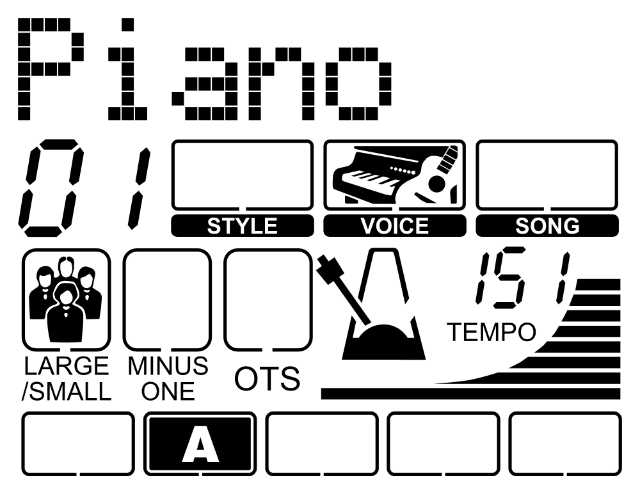 Piano
01
STYLE VOICE SONG
151
TEMPO
LARGE MINUS OTS
/SMALL ONE
A